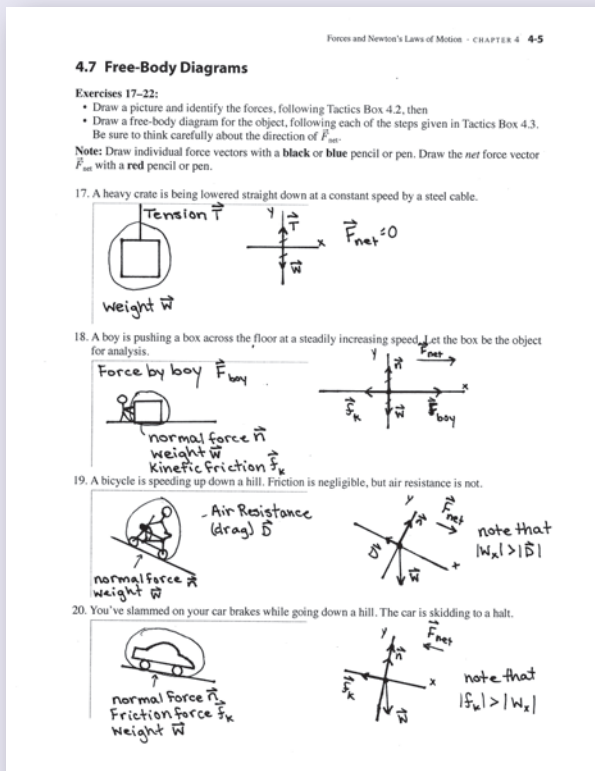 Forces and Newton's Laws of Motion · CHAPTER 4 4-5
4.7 Free-Body Diagrams
Exercises 17–22:
• Draw a picture and identify the forces, following Tactics Box 4.2, then
• Draw a free-body diagram for the object, following each of the steps given in Tactics Box 4.3.
Be sure to think carefully about the direction of F⃗net.
Note: Draw individual force vectors with a black or blue pencil or pen. Draw the net force vector
F⃗net with a red pencil or pen.
17. A heavy crate is being lowered straight down at a constant speed by a steel cable.
Tension T⃗
y
T⃗
x
w⃗
F⃗net=0
weight w⃗
18. A boy is pushing a box across the floor at a steadily increasing speed. Let the box be the object
for analysis.
Force by boy F⃗boy
y
n⃗
F⃗net
x
f⃗k
w⃗
F⃗boy
normal force n⃗
weight w⃗
Kinetic friction f⃗k
19. A bicycle is speeding up down a hill. Friction is negligible, but air resistance is not.
- Air Resistance
(drag) D⃗
y
n⃗
F⃗net
D⃗
w⃗
x
note that
|wx|>|D⃗|
normal force n⃗
weight w⃗
20. You've slammed on your car brakes while going down a hill. The car is skidding to a halt.
y
n⃗
F⃗net
x
f⃗k
w⃗
note that
|fk|>|wx|
normal force n⃗
Friction force f⃗k
weight w⃗